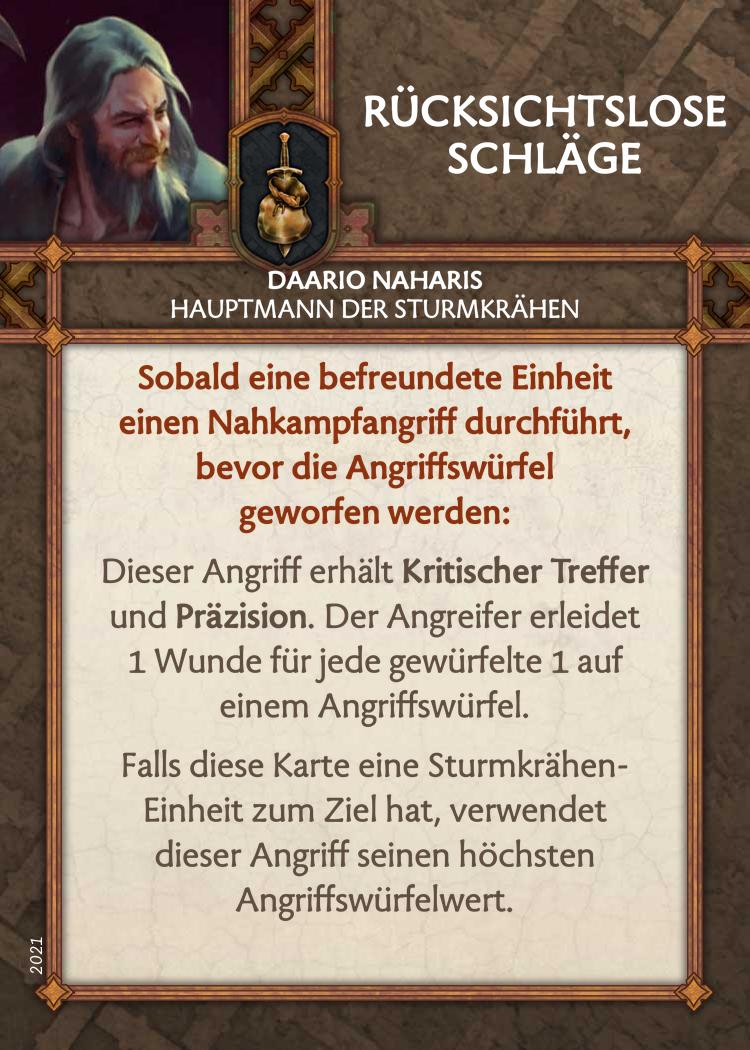 RÜCKSICHTSLOSE
SCHLÄGE
DAARIO NAHARIS
HAUPTMANN DER STURMKRÄHEN
Sobald eine befreundete Einheit
einen Nahkampfangriff durchführt,
bevor die Angriffswürfel
geworfen werden:
Dieser Angriff erhält Kritischer Treffer
und Präzision. Der Angreifer erleidet
1 Wunde für jede gewürfelte 1 auf
einem Angriffswürfel.
Falls diese Karte eine Sturmkrähen-
Einheit zum Ziel hat, verwendet
dieser Angriff seinen höchsten
Angriffswürfelwert.
2021